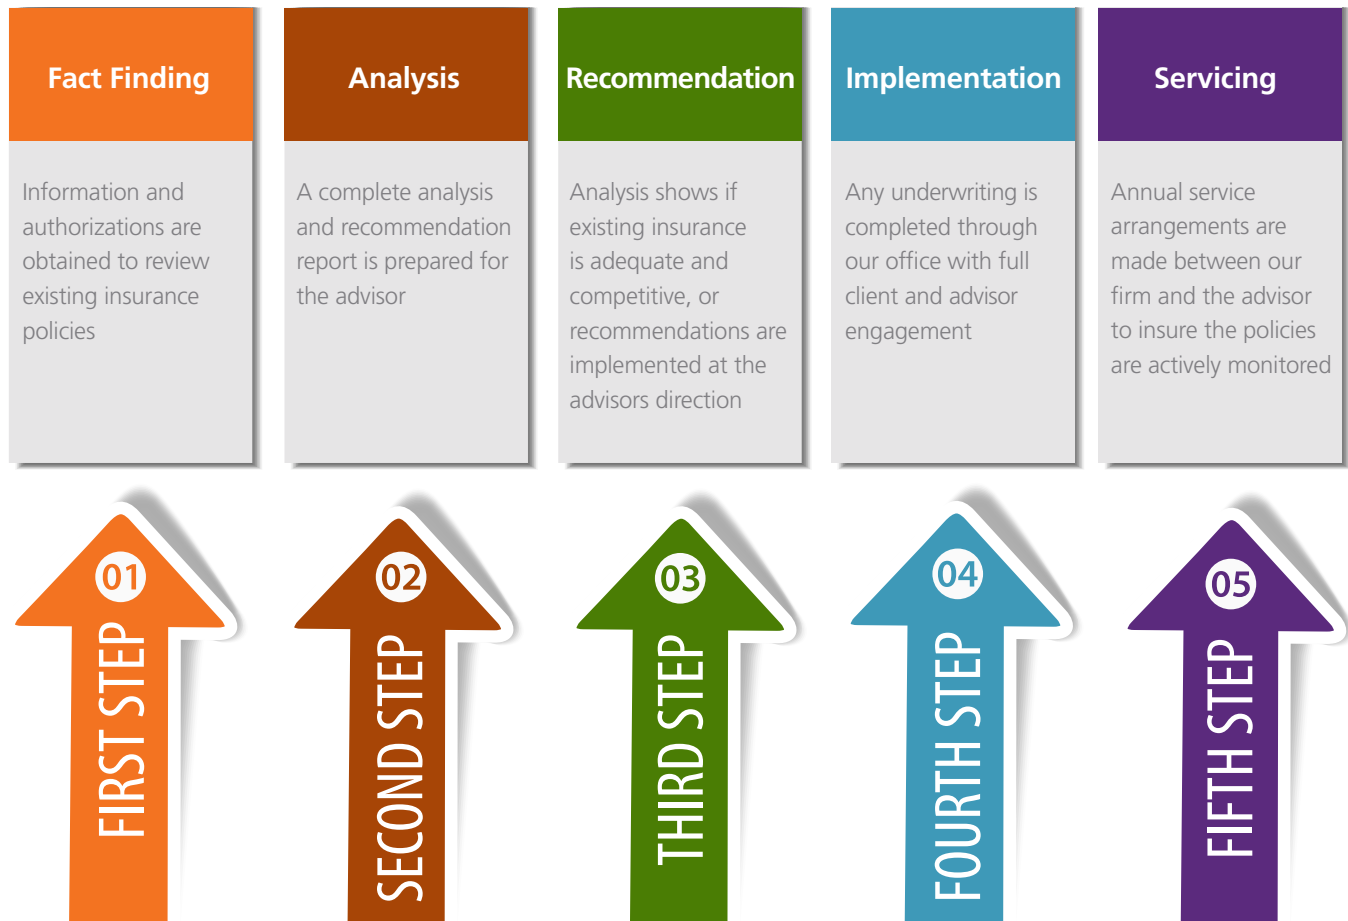 Fact Finding
Information and
authorizations are
obtained to review
existing insurance
policies
Analysis
A complete analysis
and recommendation
report is prepared for
the advisor
Recommendation
Analysis shows if
existing insurance
is adequate and
competitive, or
recommendations are
implemented at the
advisors direction
Implementation
Any underwriting is
completed through
our office with full
client and advisor
engagement
Servicing
Annual service
arrangements are
made between our
firm and the advisor
to insure the policies
are actively monitored
01
FIRST STEP
02
SECOND STEP
03
THIRD STEP
04
FOURTH STEP
05
FIFTH STEP